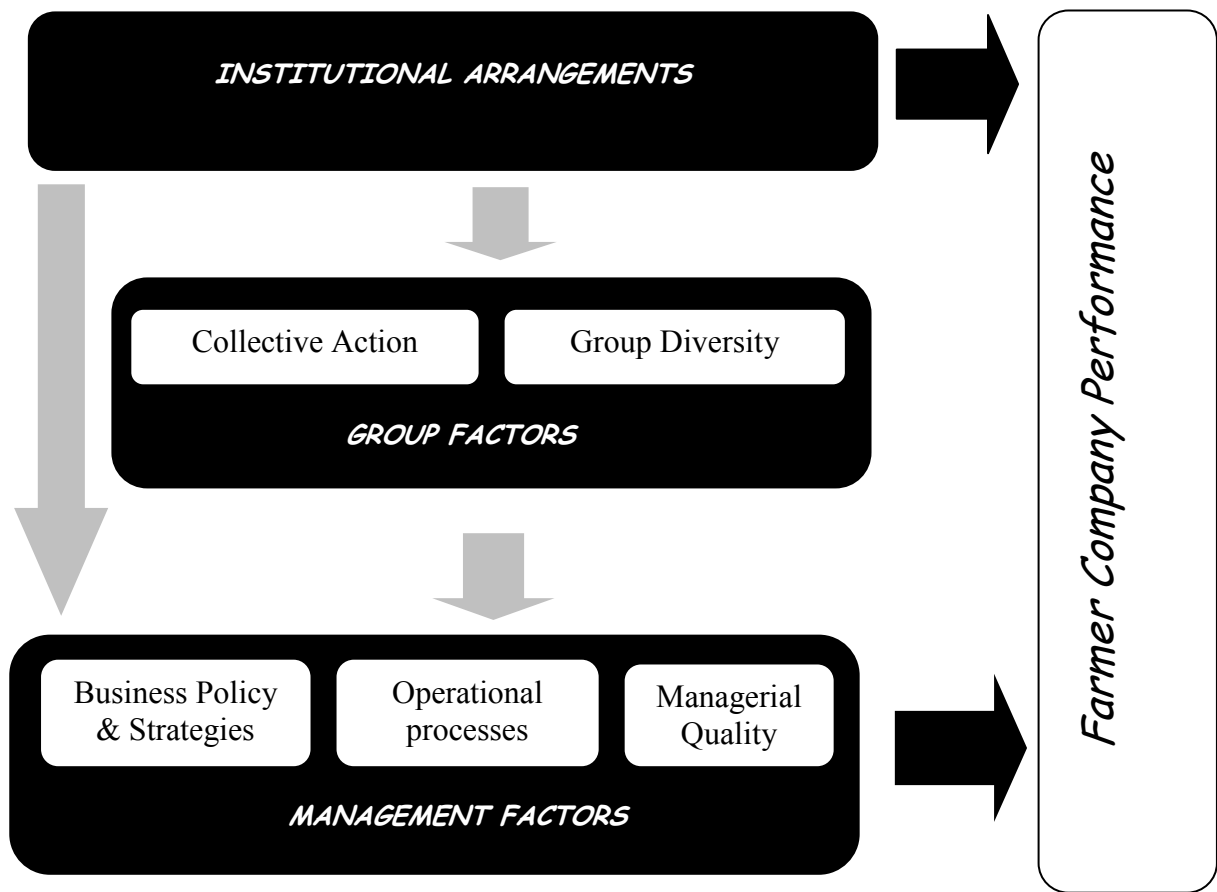 INSTITUTIONAL ARRANGEMENTS
Collective Action
Group Diversity
GROUP FACTORS
Business Policy
& Strategies
Operational
processes
Managerial
Quality
MANAGEMENT FACTORS
Farmer Company Performance